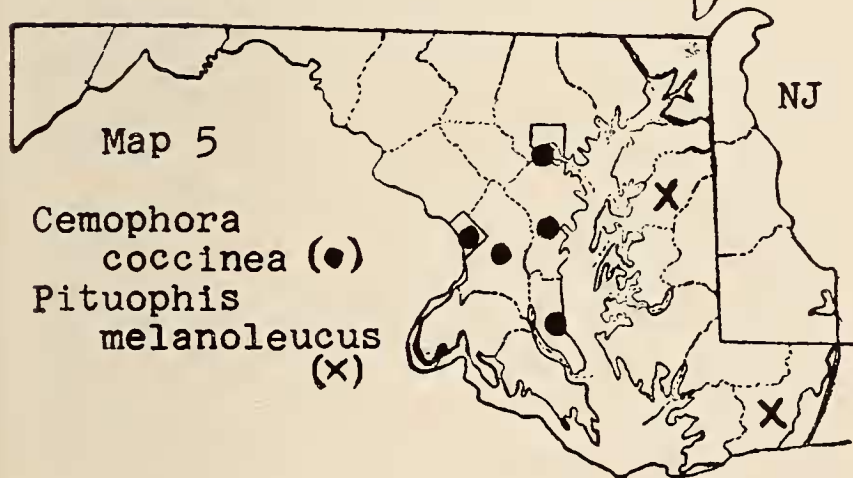 NJ
Map 5
Cemophora
coccinea (●)
Pituophis
melanoleucus
(X)
X
X